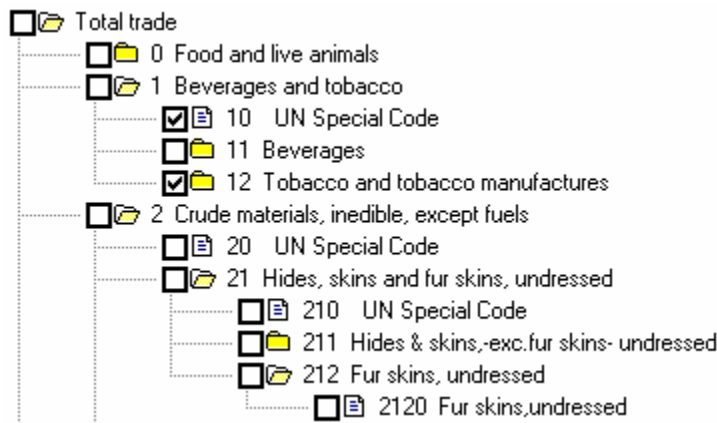 Total trade
0 Food and live animals
1 Beverages and tobacco
10 UN Special Code
11 Beverages
12 Tobacco and tobacco manufactures
2 Crude materials, inedible, except fuels
20 UN Special Code
21 Hides, skins and fur skins, undressed
210 UN Special Code
211 Hides & skins,-exc.fur skins- undressed
212 Fur skins, undressed
2120 Fur skins,undressed